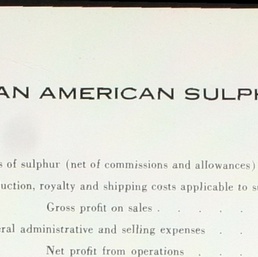 AN AMERICAN SULPH
s of sulphur (net of commissions and allowances)
uction, royalty and shipping costs applicable to s
Gross profit on sales . . . .
eral administrative and selling expenses . .
Net profit from operations . . .